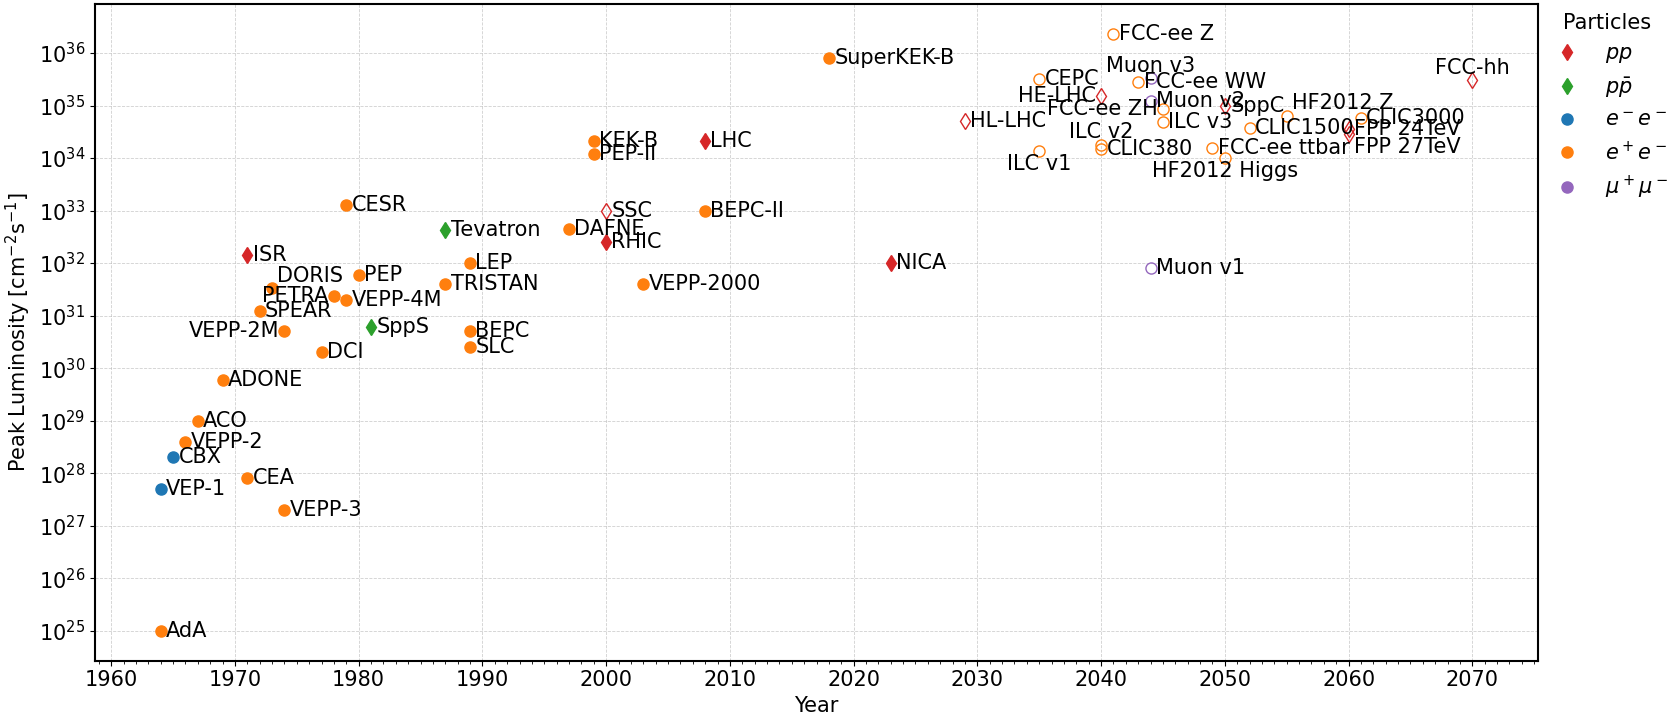 Peak Luminosity [cm⁻²s⁻¹]
10³⁶
10³⁵
10³⁴
10³³
10³²
10³¹
10³⁰
10²⁹
10²⁸
10²⁷
10²⁶
10²⁵
FCC-ee Z
SuperKEK-B
Muon v3
FCC-hh
CEPC
FCC-ee WW
HE-LHC
Muon v2
SppC
HF2012 Z
FCC-ee ZH
HL-LHC
ILC v3
CLIC3000
CLIC1500
FPP 24TeV
ILC v2
KEK-B
LHC
PEP-II
CLIC380
FCC-ee ttbar
FPP 27TeV
ILC v1
HF2012 Higgs
CESR
SSC
BEPC-II
Tevatron
DAFNE
RHIC
ISR
LEP
NICA
Muon v1
DORIS
PEP
TRISTAN
VEPP-2000
PETRA
VEPP-4M
SPEAR
VEPP-2M
SppS
BEPC
DCI
SLC
ADONE
ACO
VEPP-2
CBX
CEA
VEP-1
VEPP-3
AdA
1960 1970 1980 1990 2000 2010 2020 2030 2040 2050 2060 2070
Year
Particles
pp
pp̄
e⁻e⁻
e⁺e⁻
μ⁺μ⁻